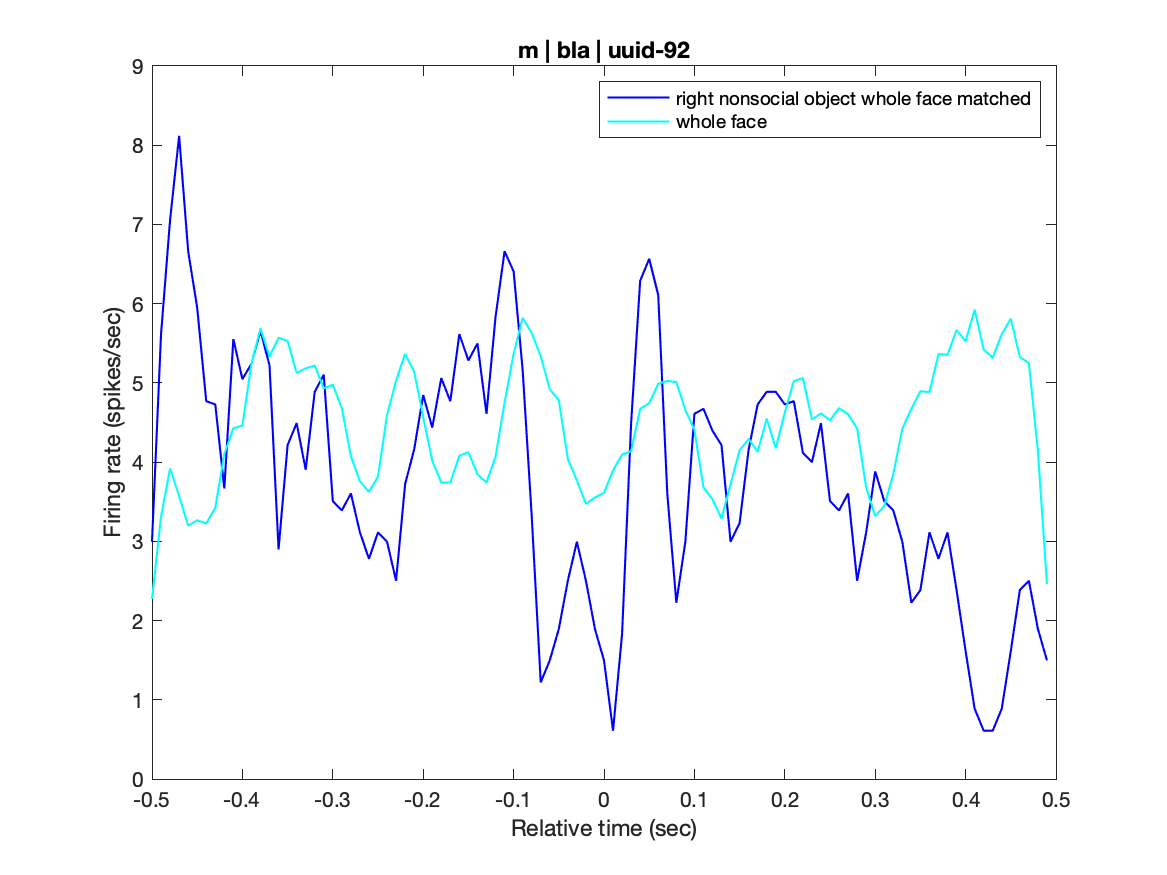 m | bla | uuid-92
right nonsocial object whole face matched
whole face
Firing rate (spikes/sec)
9
8
7
6
5
4
3
2
1
0
-0.5 -0.4 -0.3 -0.2 -0.1 0 0.1 0.2 0.3 0.4 0.5
Relative time (sec)